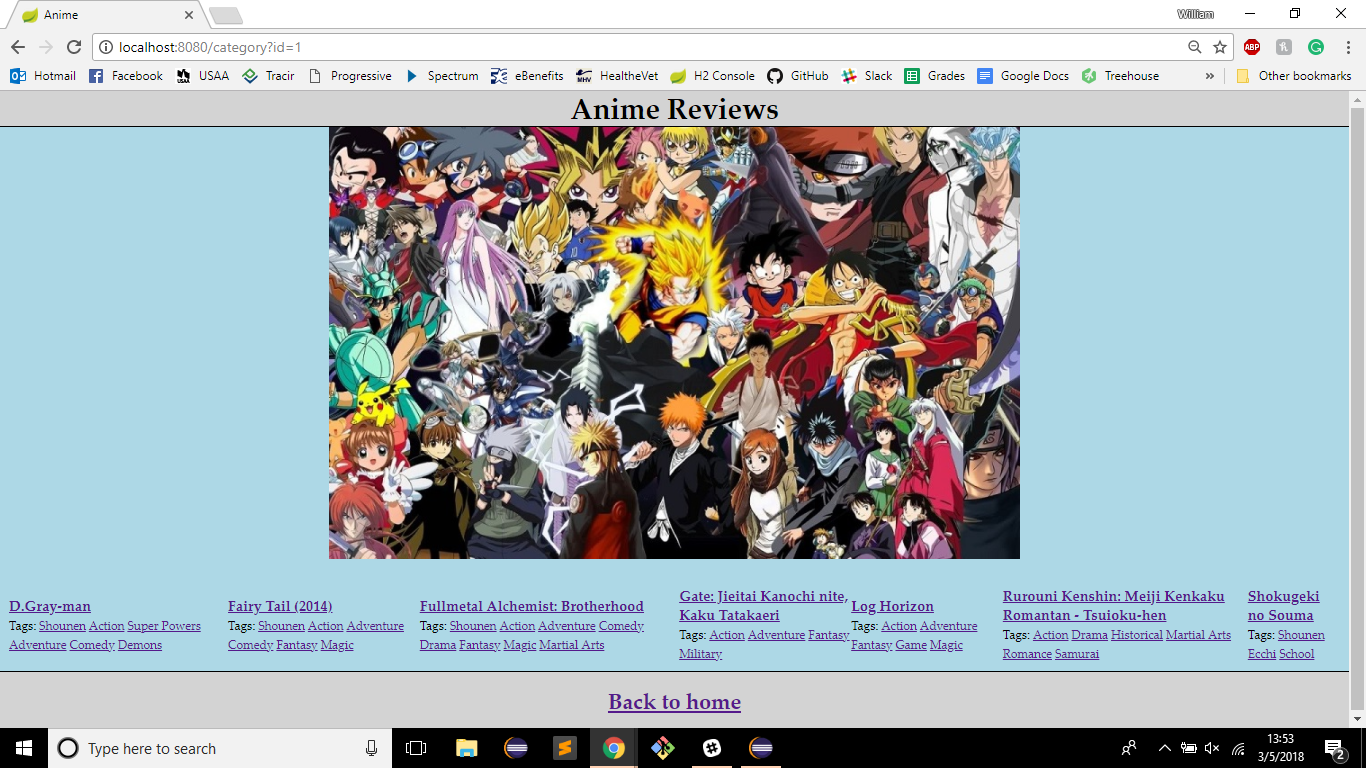 Anime
William
localhost:8080/category?id=1
ABP
Hotmail Facebook USAA Tracir Progressive Spectrum eBenefits MHV HealtheVet H2 Console GitHub Slack Grades Google Docs Treehouse » Other bookmarks
Anime Reviews
D.Gray-man
Tags: Shounen Action Super Powers
Adventure Comedy Demons
Fairy Tail (2014)
Tags: Shounen Action Adventure
Comedy Fantasy Magic
Fullmetal Alchemist: Brotherhood
Tags: Shounen Action Adventure Comedy
Drama Fantasy Magic Martial Arts
Gate: Jieitai Kanochi nite,
Kaku Tatakaeri
Tags: Action Adventure Fantasy
Military
Log Horizon
Tags: Action Adventure
Fantasy Game Magic
Rurouni Kenshin: Meiji Kenkaku
Romantan - Tsuioku-hen
Tags: Action Drama Historical Martial Arts
Romance Samurai
Shokugeki
no Souma
Tags: Shounen
Ecchi School
Back to home
Type here to search
13:53
3/5/2018
2